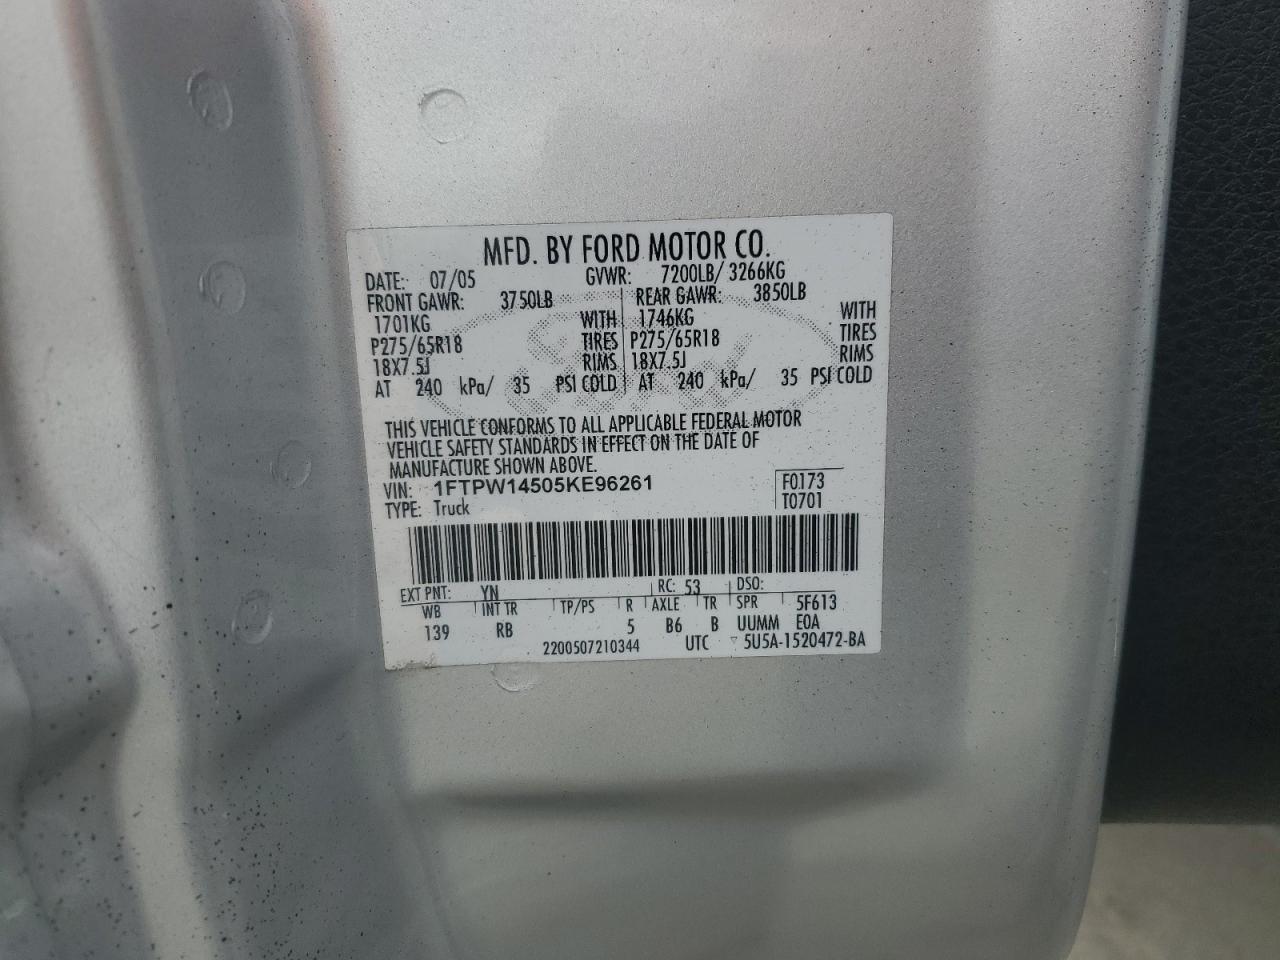 MFD. BY FORD MOTOR CO.
DATE: 07/05 GVWR: 7200LB/ 3266KG
FRONT GAWR: 3750LB REAR GAWR: 3850LB
1701KG WITH 1746KG WITH
P275/65R18 TIRES P275/65R18 TIRES
18X7.5J RIMS 18X7.5J RIMS
AT 240 kPa/ 35 PSI COLD AT 240 kPa/ 35 PSI COLD
THIS VEHICLE CONFORMS TO ALL APPLICABLE FEDERAL MOTOR
VEHICLE SAFETY STANDARDS IN EFFECT ON THE DATE OF
MANUFACTURE SHOWN ABOVE.
VIN: 1FTPW14505KE96261 F0173
TYPE: Truck T0701
EXT PNT: YN RC: 53 DSO:
WB INT TR TP/PS R AXLE TR SPR 5F613
139 RB 5 B6 B UUMM E0A
2200507210344 UTC 5U5A-1520472-BA